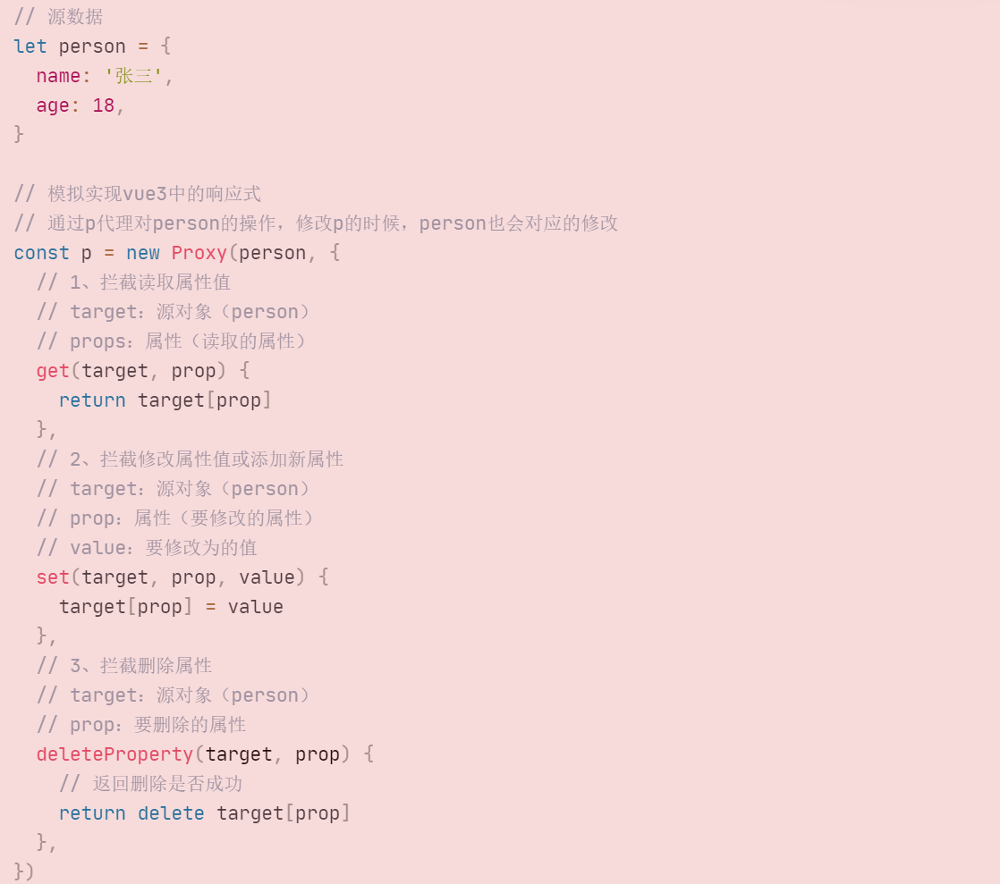 // 源数据
let person = {
  name: '张三',
  age: 18,
}
// 模拟实现vue3中的响应式
// 通过p代理对person的操作，修改p的时候，person也会对应的修改
const p = new Proxy(person, {
  // 1、拦截读取属性值
  // target：源对象（person）
  // props：属性（读取的属性）
  get(target, prop) {
    return target[prop]
  },
  // 2、拦截修改属性值或添加新属性
  // target：源对象（person）
  // prop：属性（要修改的属性）
  // value：要修改为的值
  set(target, prop, value) {
    target[prop] = value
  },
  // 3、拦截删除属性
  // target：源对象（person）
  // prop：要删除的属性
  deleteProperty(target, prop) {
    // 返回删除是否成功
    return delete target[prop]
  },
})